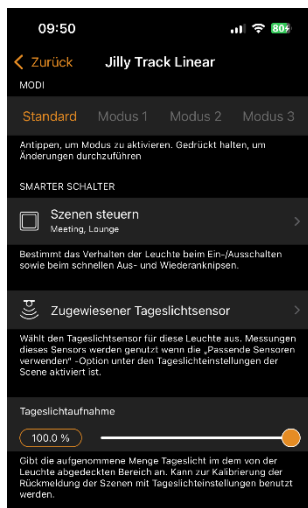 09:50
80
Zurück
Jilly Track Linear
MODI
Standard Modus 1 Modus 2 Modus 3
Antippen, um Modus zu aktivieren. Gedrückt halten, um
Änderungen durchzuführen
SMARTER SCHALTER
Szenen steuern
Meeting, Lounge
Bestimmt das Verhalten der Leuchte beim Ein-/Ausschalten
sowie beim schnellen Aus- und Wiederanknipsen.
Zugewiesener Tageslichtsensor
Wählt den Tageslichtsensor für diese Leuchte aus. Messungen
dieses Sensors werden genutzt wenn die „Passende Sensoren
verwenden" -Option unter den Tageslichteinstellungen der
Scene aktiviert ist.
Tageslichtaufnahme
100.0 %
Gibt die aufgenommene Menge Tageslicht im dem von der
Leuchte abgedeckten Bereich an. Kann zur Kalibrierung der
Rückmeldung der Szenen mit Tageslichteinstellungen benutzt
werden.